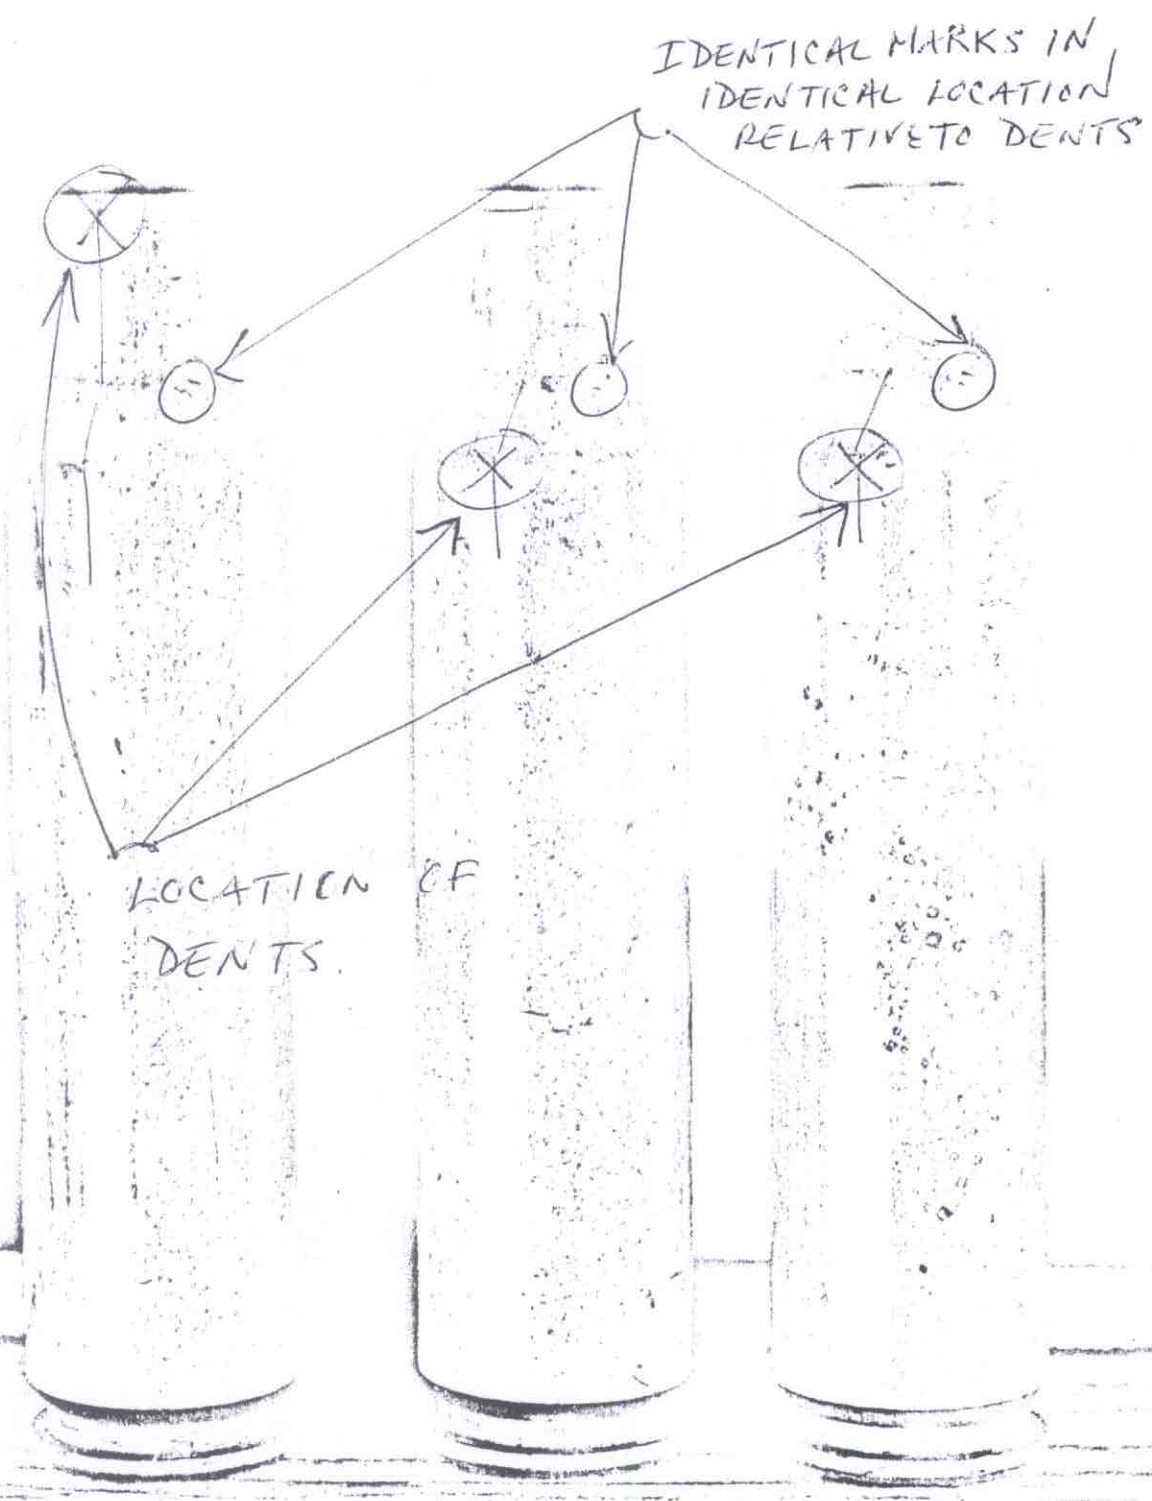 IDENTICAL MARKS IN
IDENTICAL LOCATION
RELATIVE TO DENTS
LOCATION OF
DENTS.